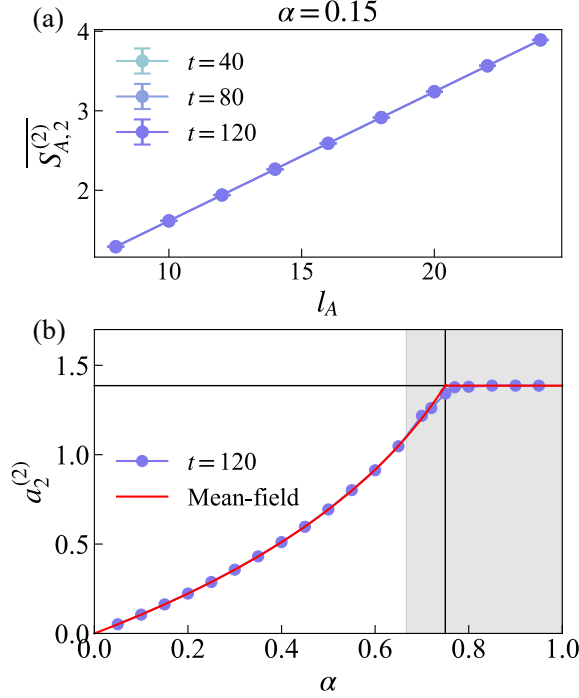 (a)
α = 0.15
4
3
2
S_{A,2}^{(2)}
t = 40
t = 80
t = 120
10
15
20
l_A
(b)
1.5
1.0
0.5
0.0
a_2^{(2)}
t = 120
Mean-field
0.0
0.2
0.4
0.6
0.8
1.0
α